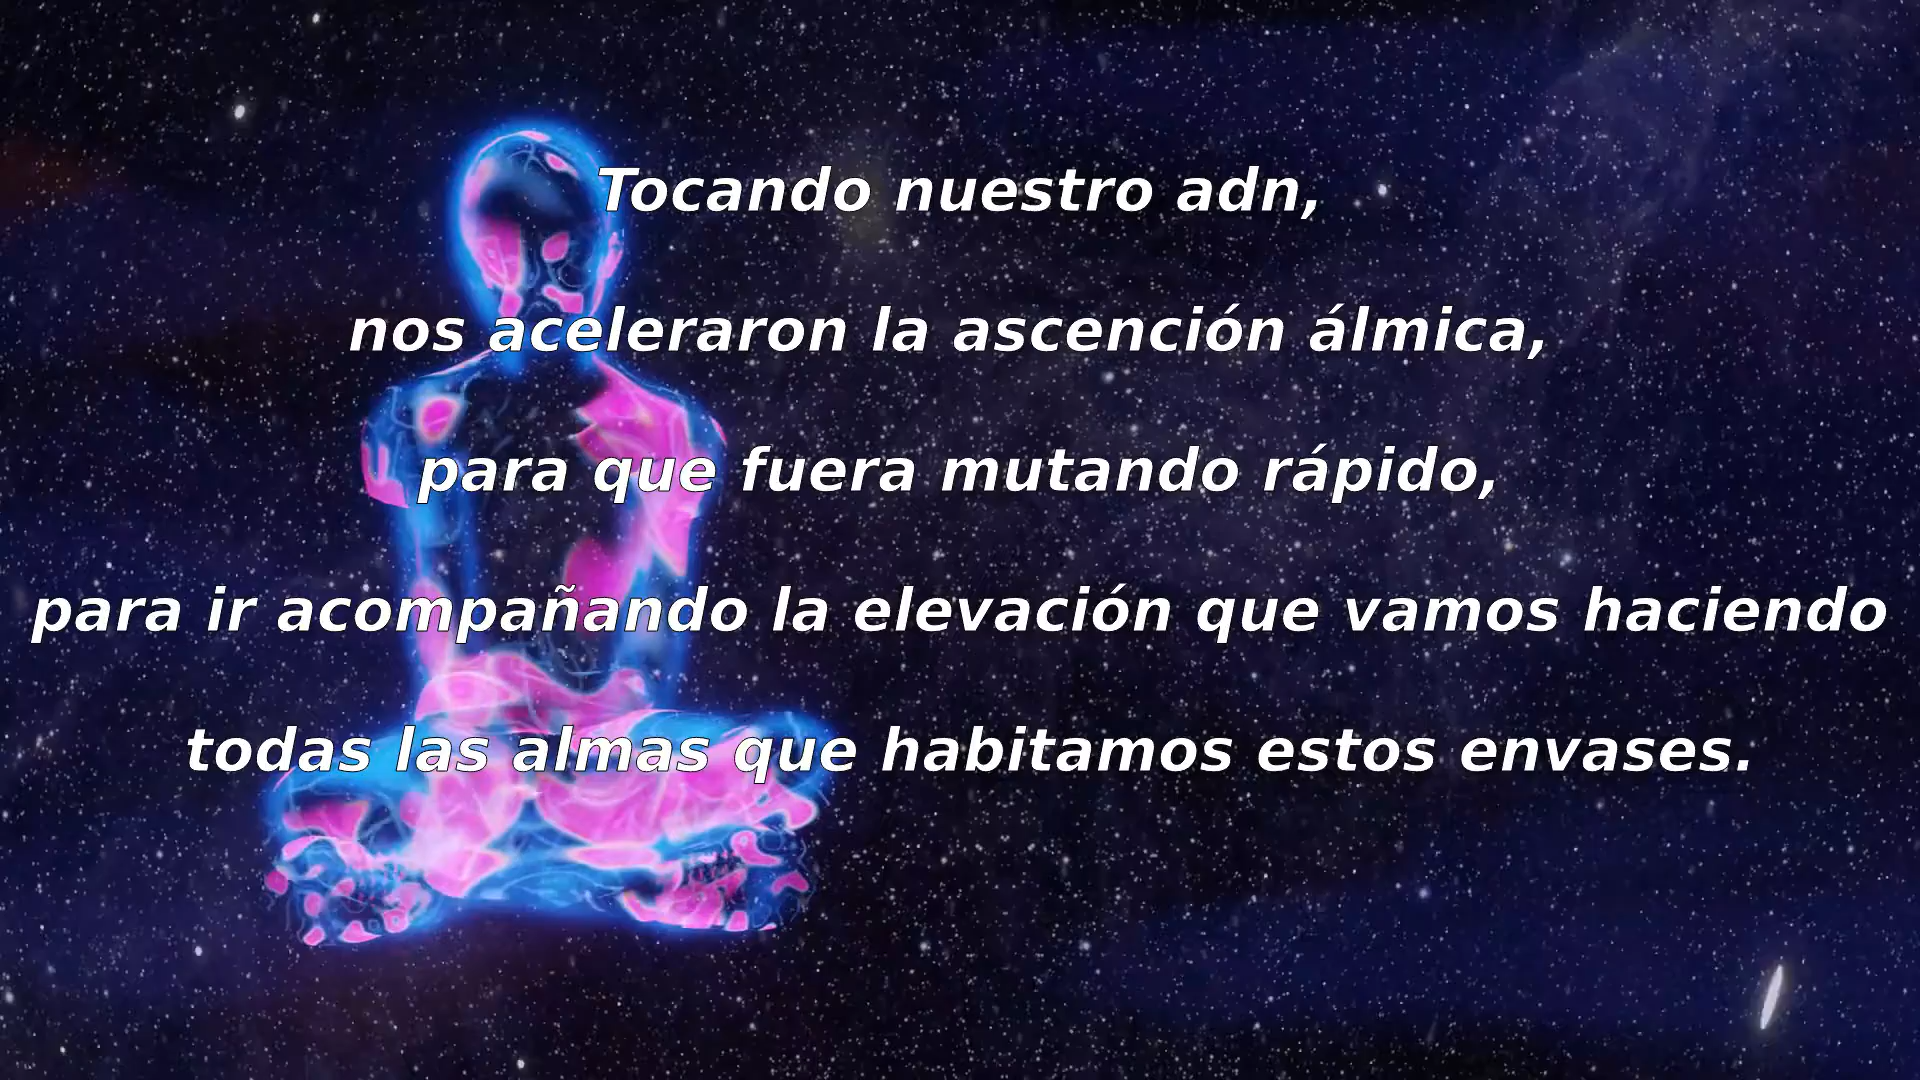 Tocando nuestro adn,
nos aceleraron la ascención álmica,
para que fuera mutando rápido,
para ir acompañando la elevación que vamos haciendo
todas las almas que habitamos estos envases.